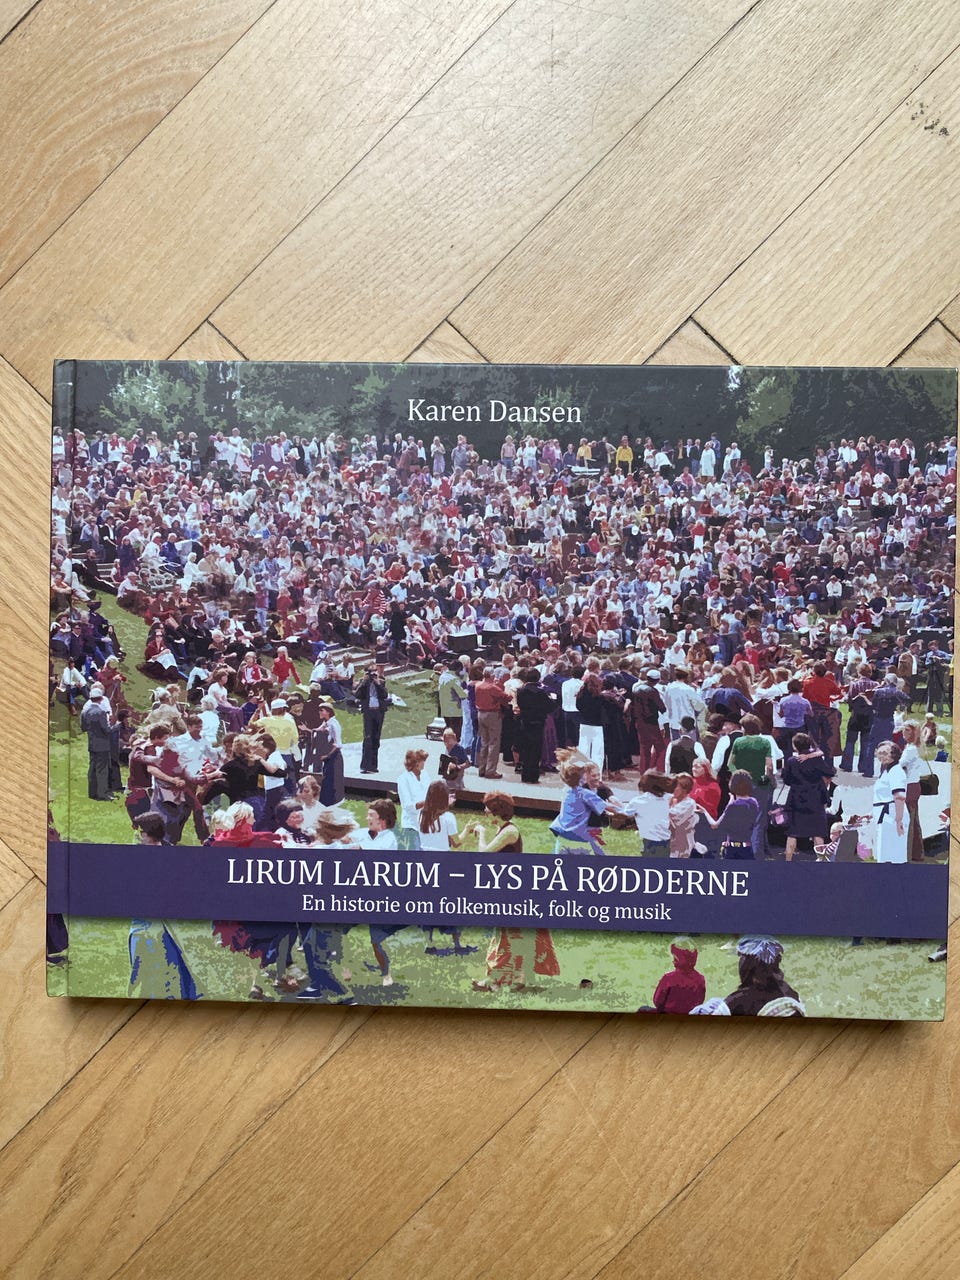 Karen Dansen
LIRUM LARUM – LYS PÅ RØDDERNE
En historie om folkemusik, folk og musik